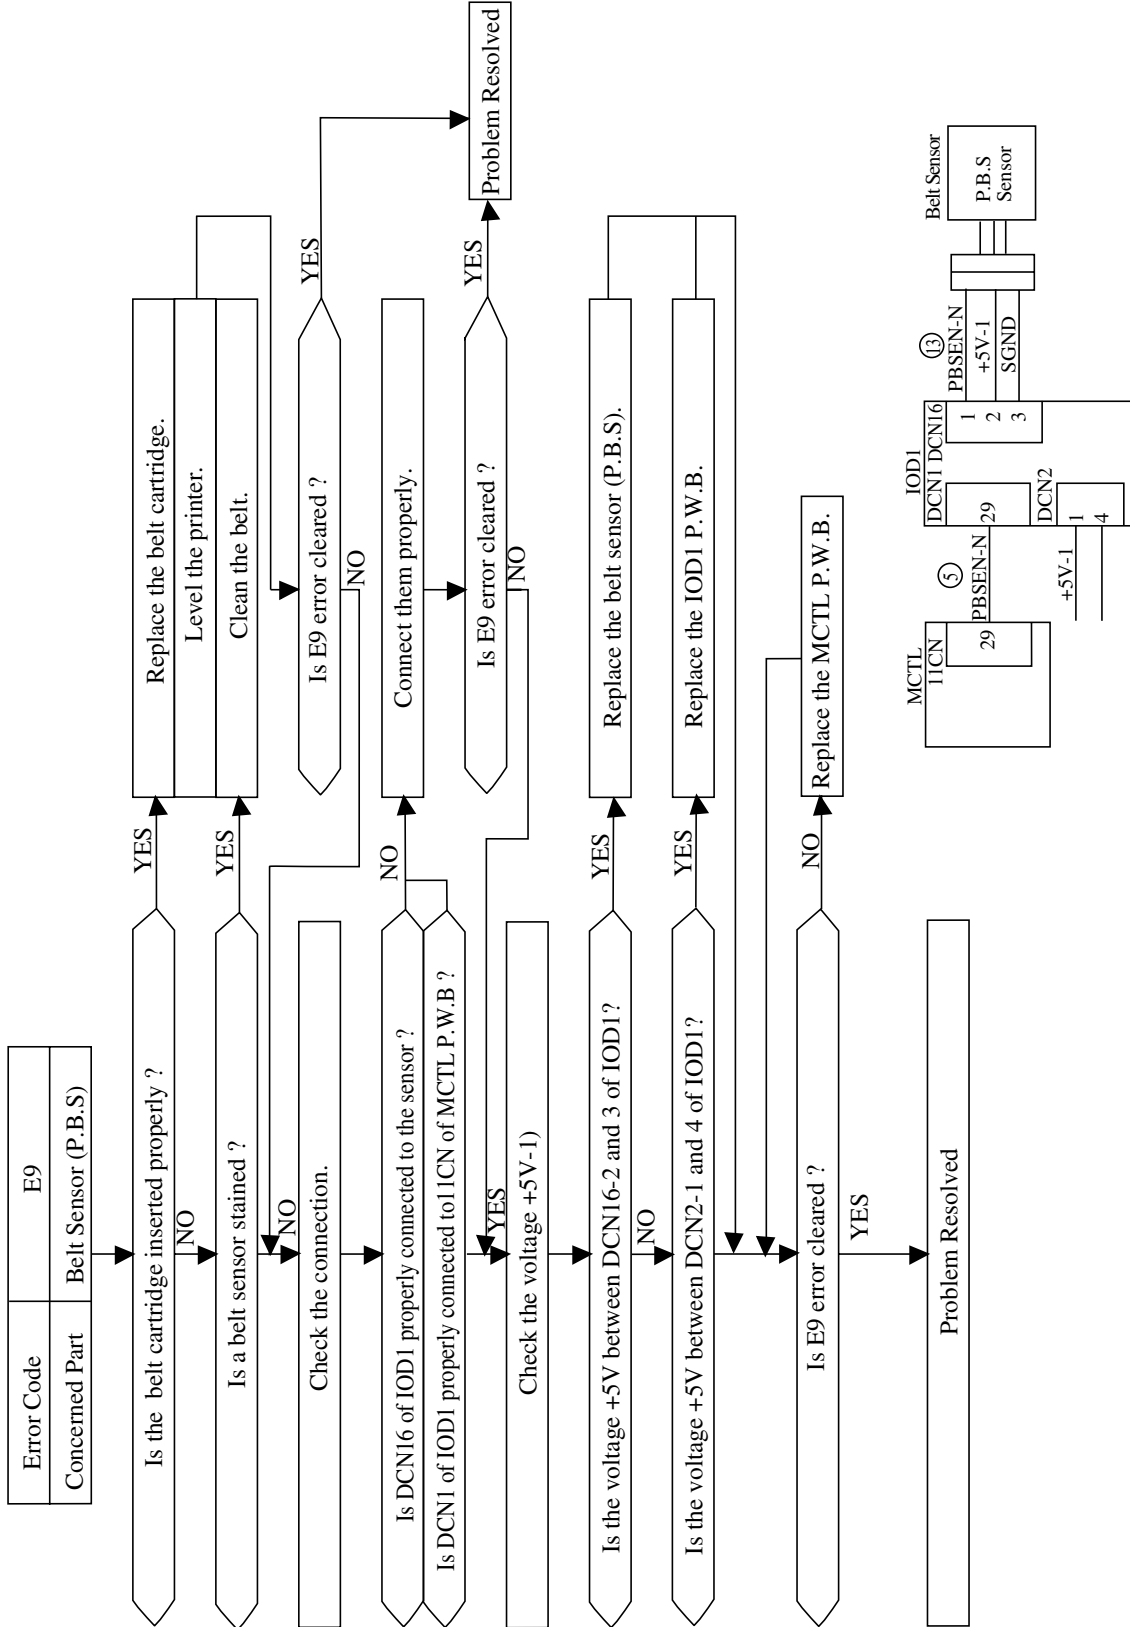 Error Code E9
Concerned Part Belt Sensor (P.B.S)
Is the belt cartridge inserted properly ?
YES
Replace the belt cartridge.
Level the printer.
NO
Is a belt sensor stained ?
YES
Clean the belt.
NO
Is E9 error cleared ?
YES
NO
Check the connection.
Is DCN16 of IOD1 properly connected to the sensor ?
Is DCN1 of IOD1 properly connected to11CN of MCTL P.W.B ?
NO
Connect them properly.
YES
Is E9 error cleared ?
YES
Problem Resolved
NO
Check the voltage +5V-1)
Is the voltage +5V between DCN16-2 and 3 of IOD1?
YES
Replace the belt sensor (P.B.S).
NO
Is the voltage +5V between DCN2-1 and 4 of IOD1?
YES
Replace the IOD1 P.W.B.
Is E9 error cleared ?
NO
Replace the MCTL P.W.B.
YES
Problem Resolved
MCTL
11CN
29
5
PBSEN-N
+5V-1
IOD1
DCN1 DCN16
29
DCN2
1
4
1
2
3
13
PBSEN-N
+5V-1
SGND
Belt Sensor
P.B.S
Sensor